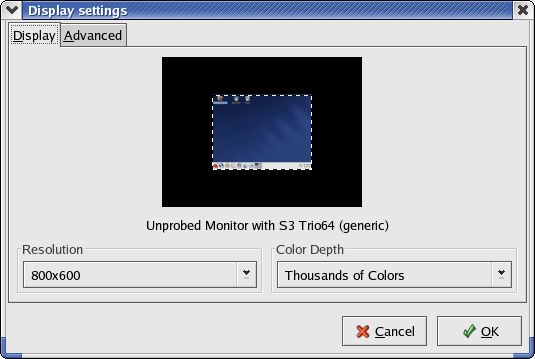 Display settings
Display
Advanced
Unprobed Monitor with S3 Trio64 (generic)
Resolution
Color Depth
800x600
Thousands of Colors
Cancel
OK